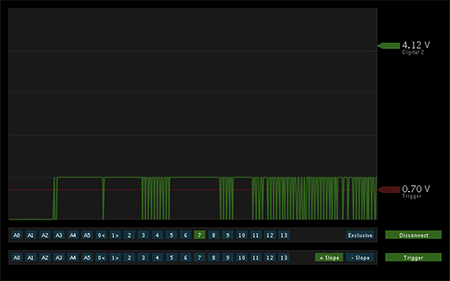 4.12 V
Digital 2
0.70 V
Trigger
A0 A1 A2 A3 A4 A5 0< 1> 2 3 4 5 6 7 8 9 10 11 12 13 Exclusive Disconnect
A0 A1 A2 A3 A4 A5 0< 1> 2 3 4 5 6 7 8 9 10 11 12 13 + Slope - Slope Trigger